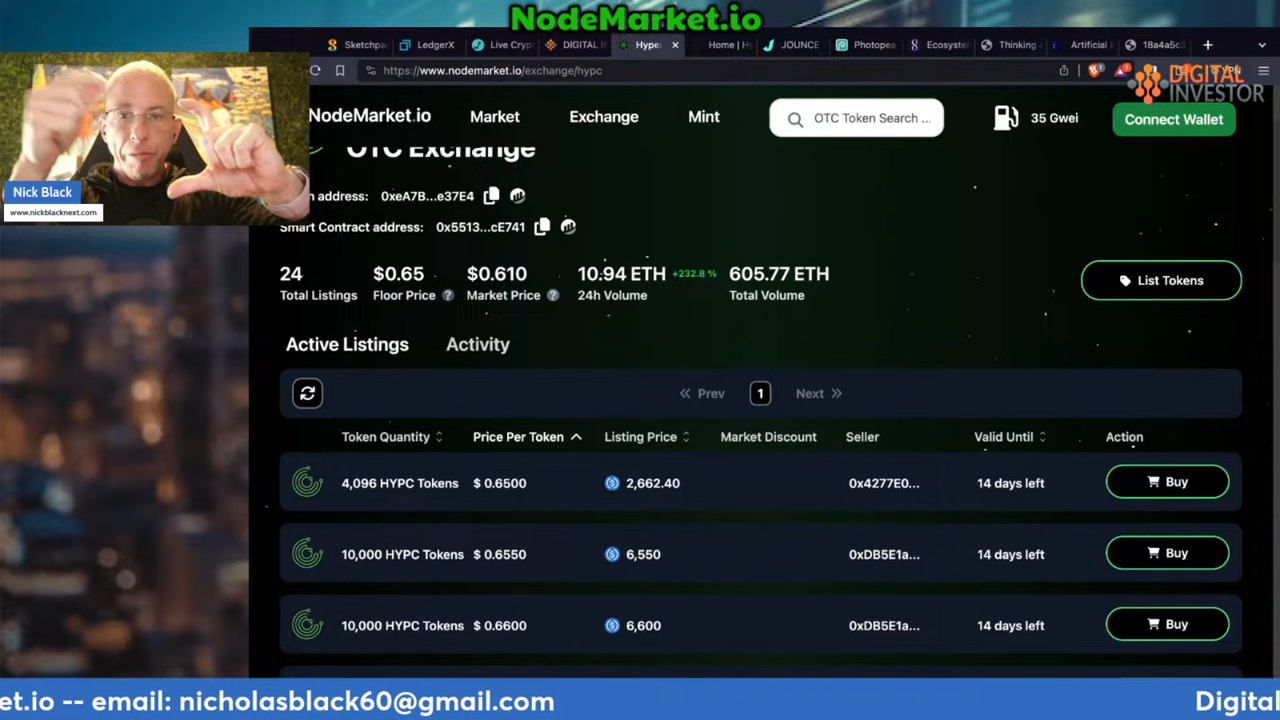 NodeMarket.io
Sketchpa LedgerX Live Cryp DIGITAL I Hype Home | H JOUNCE Photopea Ecosyste Thinking Artificial 18a4a5c3
https://www.nodemarket.io/exchange/hypc
VPN
DIGITAL
INVESTOR
NodeMarket.io Market Exchange Mint OTC Token Search ... 35 Gwei Connect Wallet
OTC Exchange
Nick Black
www.nickblacknext.com
n address: 0xeA7B...e37E4
Smart Contract address: 0x5513...cE741
24 $0.65 $0.610 10.94 ETH +232.8 % 605.77 ETH
Total Listings Floor Price ? Market Price ? 24h Volume Total Volume
List Tokens
Active Listings Activity
« Prev 1 Next »
Token Quantity Price Per Token Listing Price Market Discount Seller Valid Until Action
4,096 HYPC Tokens $ 0.6500 2,662.40 0x4277E0... 14 days left Buy
10,000 HYPC Tokens $ 0.6550 6,550 0xDB5E1a... 14 days left Buy
10,000 HYPC Tokens $ 0.6600 6,600 0xDB5E1a... 14 days left Buy
et.io -- email: nicholasblack60@gmail.com Digital